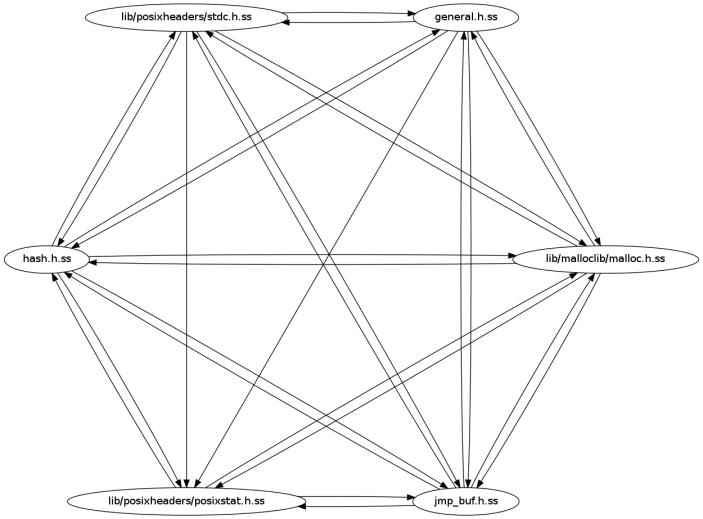 lib/posixheaders/stdc.h.ss
general.h.ss
hash.h.ss
lib/malloclib/malloc.h.ss
lib/posixheaders/posixstat.h.ss
jmp_buf.h.ss